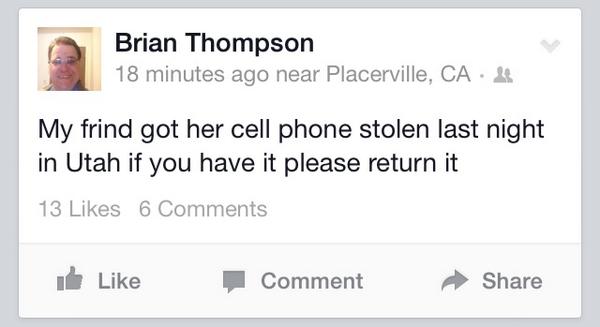 Brian Thompson
18 minutes ago near Placerville, CA ·
My frind got her cell phone stolen last night
in Utah if you have it please return it
13 Likes 6 Comments
Like Comment Share